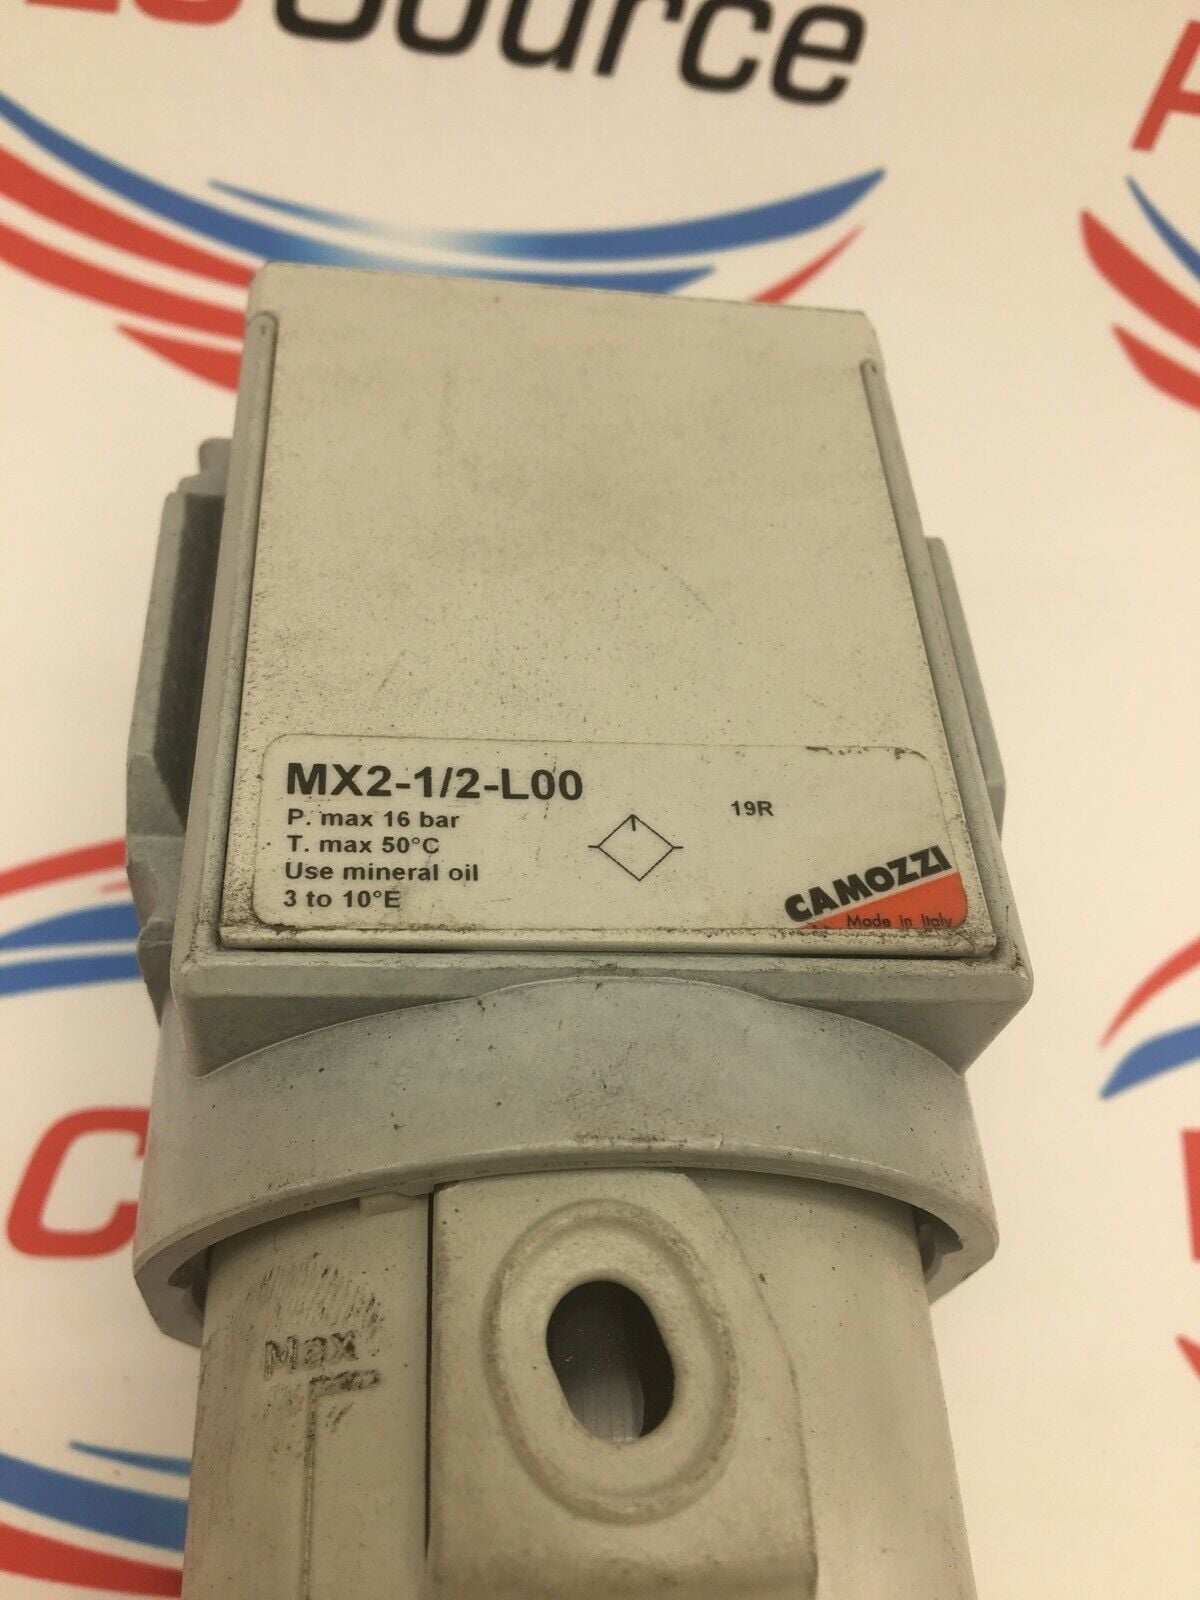 Source
MX2-1/2-L00
P. max 16 bar
T. max 50°C
Use mineral oil
3 to 10°E
19R
CAMOZZI
Made in Italy
Max